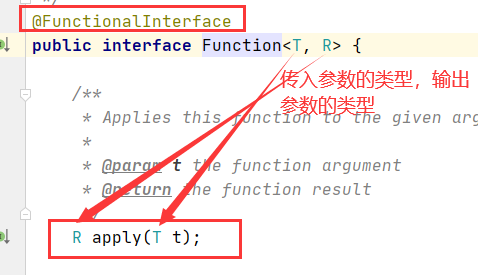 */
@FunctionalInterface
public interface Function<T, R> {
传入参数的类型，输出
参数的类型
/**
* Applies this function to the given arg
*
* @param t the function argument
* @return the function result
R apply(T t);